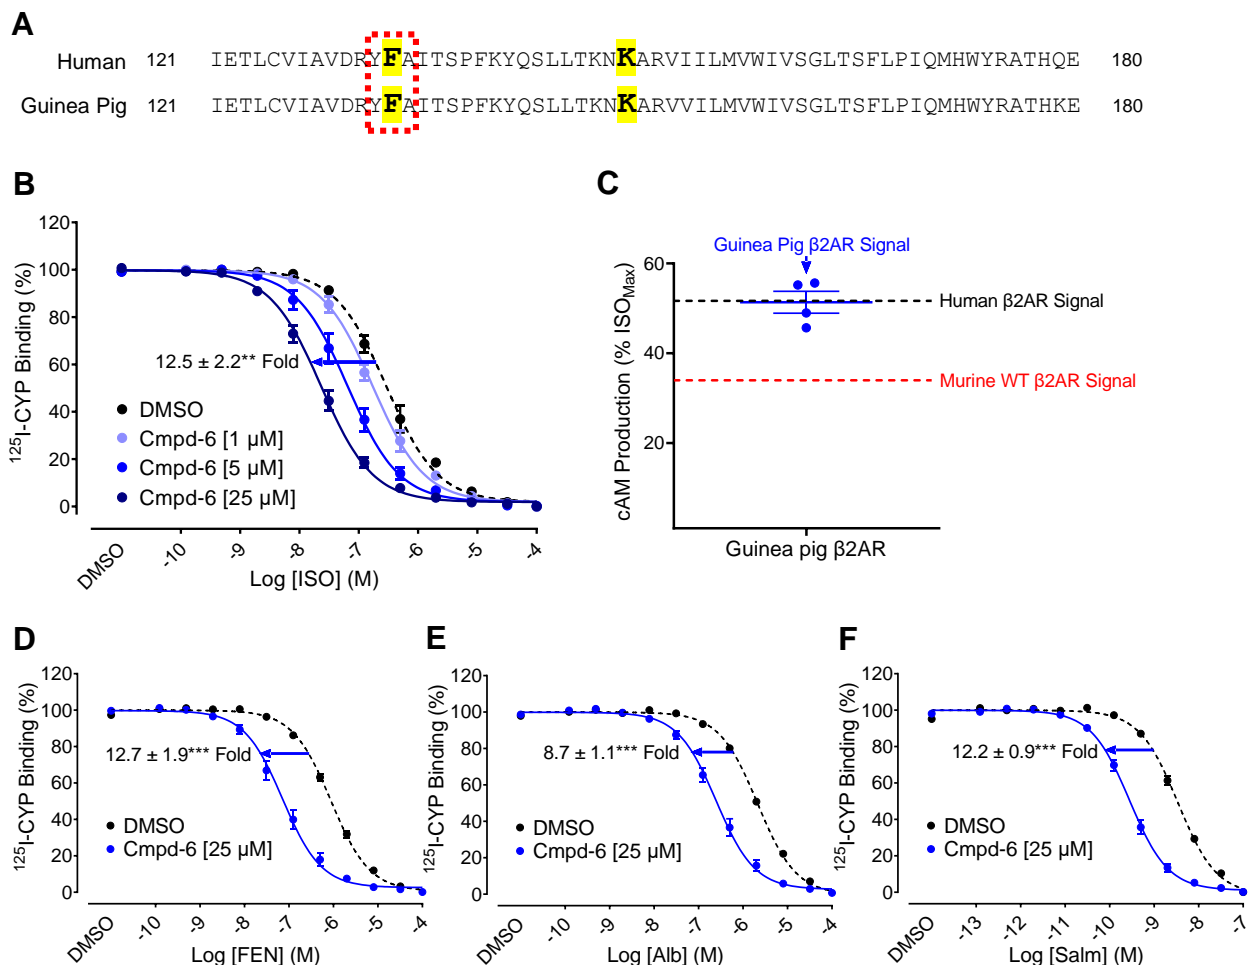 A
Human 121 IETLCVIAVDRYFAITSPFKYQSLLTKNKARVIILMVWIVSGLTSFLPIQMHWYRATHQE 180
Guinea Pig 121 IETLCVIAVDRYFAITSPFKYQSLLTKNKARVVILMVWIVSGLTSFLPIQMHWYRATHKE 180
B
120
100
80
60
40
20
0
125I-CYP Binding (%)
12.5 ± 2.2** Fold
DMSO
Cmpd-6 [1 µM]
Cmpd-6 [5 µM]
Cmpd-6 [25 µM]
DMSO -10 -9 -8 -7 -6 -5 -4
Log [ISO] (M)
C
Guinea Pig β2AR Signal
60
40
20
cAM Production (% ISOMax)
Human β2AR Signal
Murine WT β2AR Signal
Guinea pig β2AR
D
120
100
80
60
40
20
0
125I-CYP Binding (%)
12.7 ± 1.9*** Fold
DMSO
Cmpd-6 [25 µM]
DMSO -10 -9 -8 -7 -6 -5 -4
Log [FEN] (M)
E
120
100
80
60
40
20
0
125I-CYP Binding (%)
8.7 ± 1.1*** Fold
DMSO
Cmpd-6 [25 µM]
DMSO -10 -9 -8 -7 -6 -5 -4
Log [Alb] (M)
F
120
100
80
60
40
20
0
125I-CYP Binding (%)
12.2 ± 0.9*** Fold
DMSO
Cmpd-6 [25 µM]
DMSO -13 -12 -11 -10 -9 -8 -7
Log [Salm] (M)